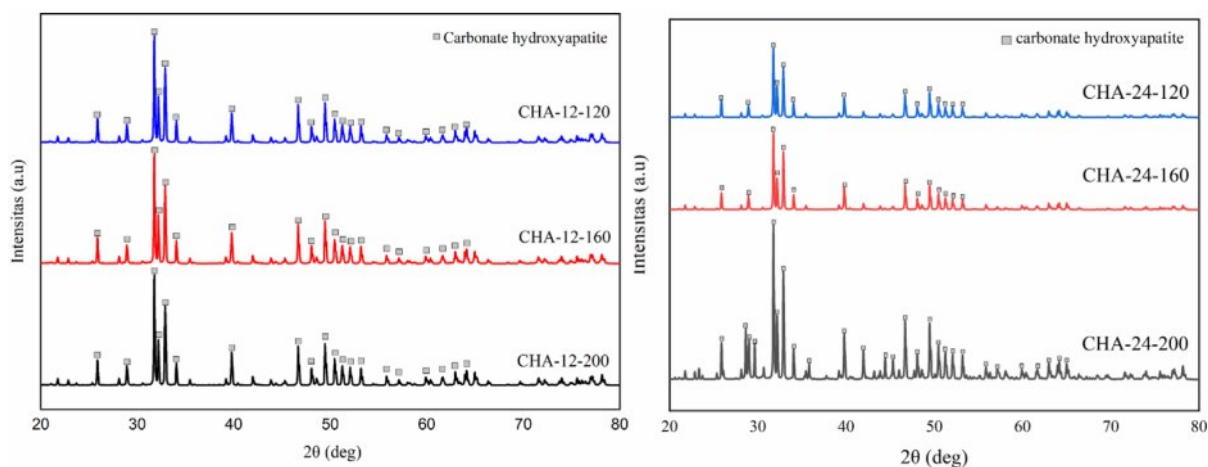 Carbonate hydroxyapatite
CHA-12-120
CHA-12-160
CHA-12-200
Intensitas (a.u)
20 30 40 50 60 70 80
2θ (deg)
carbonate hydroxyapatite
CHA-24-120
CHA-24-160
CHA-24-200
Intensitas (a.u)
20 30 40 50 60 70 80
2θ (deg)